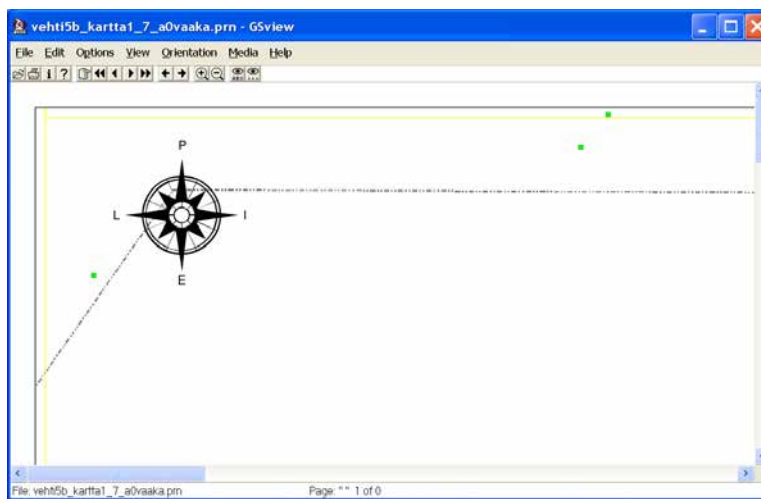 vehti5b_kartta1_7_a0vaaka.prn - GSview
File Edit Options View Orientation Media Help
P
L I
E
File: vehti5b_kartta1_7_a0vaaka.prn Page: "" 1 of 0